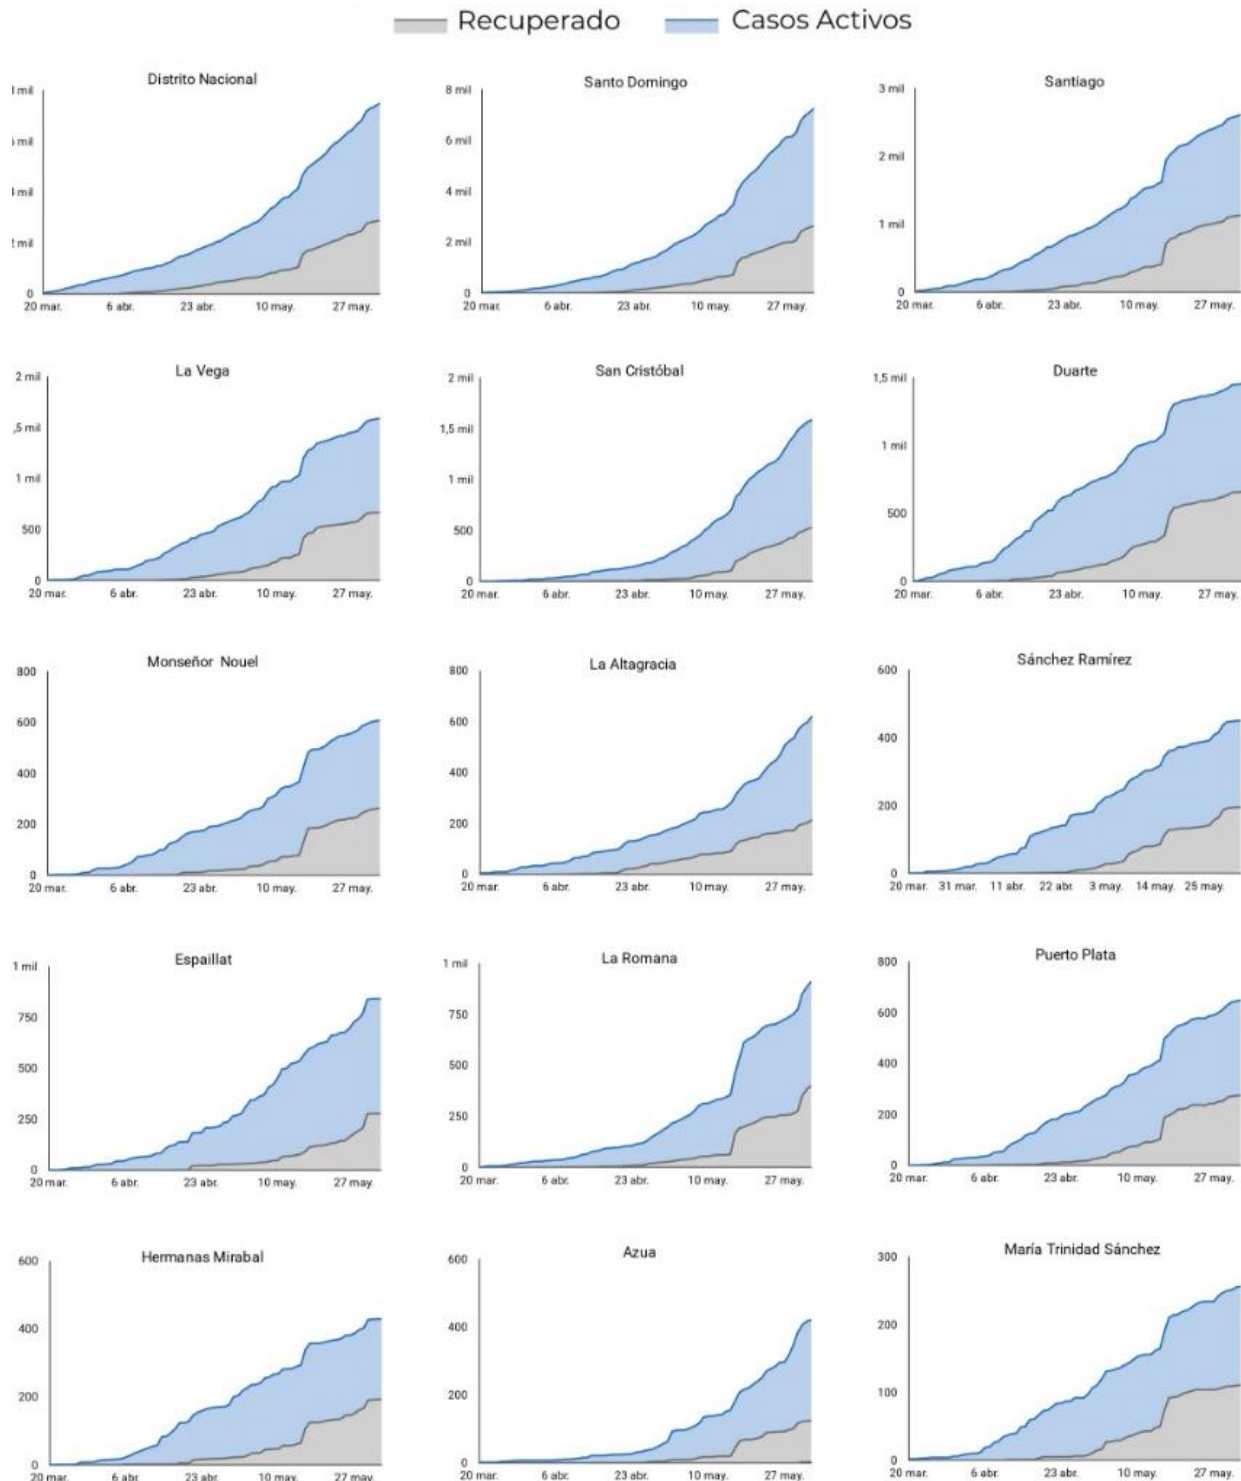 Recuperado
Casos Activos
Distrito Nacional
mil
mil
mil
mil
0
20 mar. 6 abr. 23 abr. 10 may. 27 may.
Santo Domingo
8 mil
6 mil
4 mil
2 mil
0
20 mar. 6 abr. 23 abr. 10 may. 27 may.
Santiago
3 mil
2 mil
1 mil
0
20 mar. 6 abr. 23 abr. 10 may. 27 may.
La Vega
2 mil
,5 mil
1 mil
500
0
20 mar. 6 abr. 23 abr. 10 may. 27 may.
San Cristóbal
2 mil
1,5 mil
1 mil
500
0
20 mar. 6 abr. 23 abr. 10 may. 27 may.
Duarte
1,5 mil
1 mil
500
0
20 mar. 6 abr. 23 abr. 10 may. 27 may.
Monseñor Nouel
800
600
400
200
0
20 mar. 6 abr. 23 abr. 10 may. 27 may.
La Altagracia
800
600
400
200
0
20 mar. 6 abr. 23 abr. 10 may. 27 may.
Sánchez Ramírez
600
400
200
0
20 mar. 31 mar. 11 abr. 22 abr. 3 may. 14 may. 25 may.
Espaillat
1 mil
750
500
250
0
20 mar. 6 abr. 23 abr. 10 may. 27 may.
La Romana
1 mil
750
500
250
0
20 mar. 6 abr. 23 abr. 10 may. 27 may.
Puerto Plata
800
600
400
200
0
20 mar. 6 abr. 23 abr. 10 may. 27 may.
Hermanas Mirabal
600
400
200
0
20 mar. 6 abr. 23 abr. 10 may. 27 may.
Azua
600
400
200
0
20 mar. 6 abr. 23 abr. 10 may. 27 may.
María Trinidad Sánchez
300
200
100
0
20 mar. 6 abr. 23 abr. 10 may. 27 may.